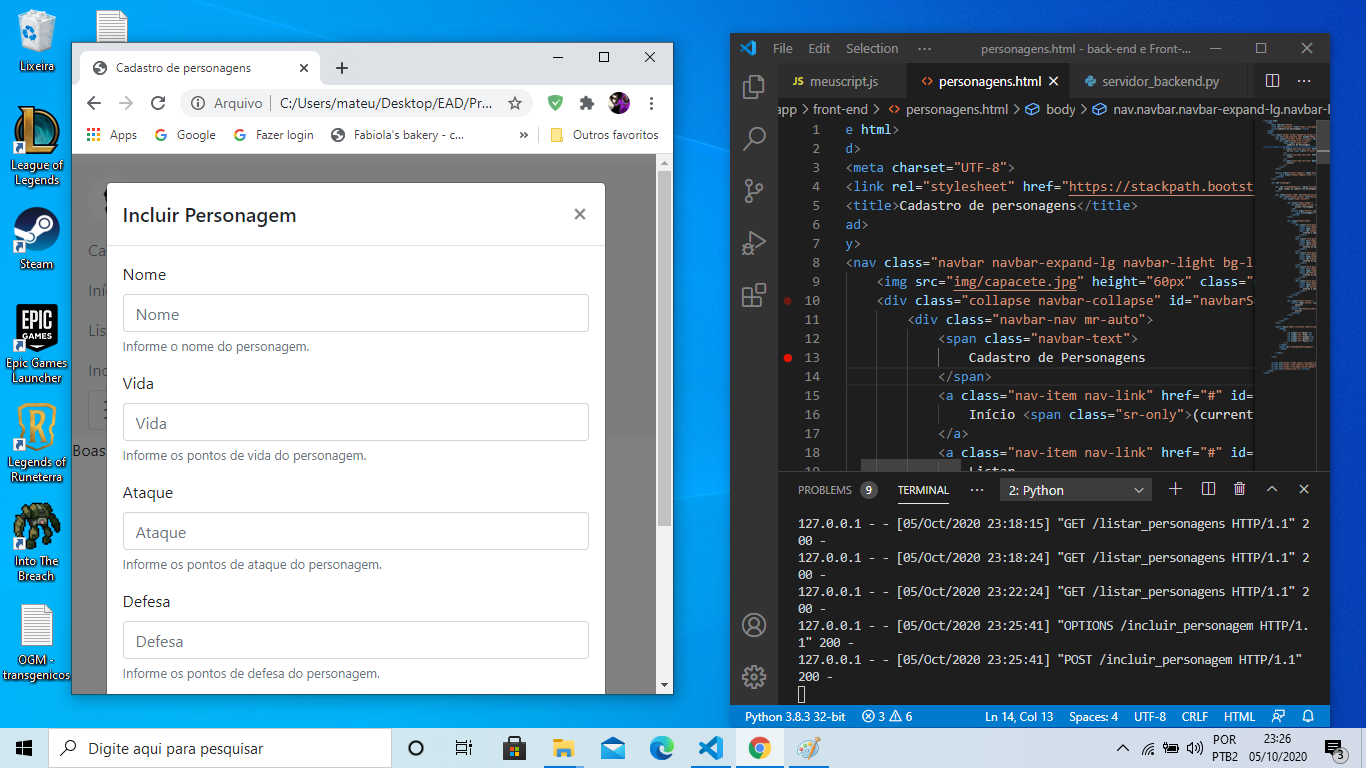 Lixeira
League of
Legends
Steam
EPIC
GAMES
Epic Games
Launcher
Legends of
Runeterra
Into The
Breach
OGM -
transgenicos
Cadastro de personagens
Arquivo
C:/Users/mateu/Desktop/EAD/Pr...
Apps
Google
Fazer login
Fabiola's bakery - c...
»
Outros favoritos
Ca
Iní
Lis
Inc
Boas
Incluir Personagem
×
Nome
Nome
Informe o nome do personagem.
Vida
Vida
Informe os pontos de vida do personagem.
Ataque
Ataque
Informe os pontos de ataque do personagem.
Defesa
Defesa
Informe os pontos de defesa do personagem.
File Edit Selection ··· personagens.html - back-end e Front-...
JS meuscript.js
<> personagens.html
servidor_backend.py
app > front-end > <> personagens.html > body > nav.navbar.navbar-expand-lg.navbar-l
1 e html>
2 d>
3 <meta charset="UTF-8">
4 <link rel="stylesheet" href="https://stackpath.bootst
5 <title>Cadastro de personagens</title>
6 ad>
7 y>
8 <nav class="navbar navbar-expand-lg navbar-light bg-l
9 <img src="img/capacete.jpg" height="60px" class="
10 <div class="collapse navbar-collapse" id="navbarS
11 <div class="navbar-nav mr-auto">
12 <span class="navbar-text">
13 Cadastro de Personagens
14 </span>
15 <a class="nav-item nav-link" href="#" id=
16 Início <span class="sr-only">(current
17 </a>
18 <a class="nav-item nav-link" href="#" id=
19 Listar
PROBLEMS 9 TERMINAL ··· 2: Python
127.0.0.1 - - [05/Oct/2020 23:18:15] "GET /listar_personagens HTTP/1.1" 2
00 -
127.0.0.1 - - [05/Oct/2020 23:18:24] "GET /listar_personagens HTTP/1.1" 2
00 -
127.0.0.1 - - [05/Oct/2020 23:22:24] "GET /listar_personagens HTTP/1.1" 2
00 -
127.0.0.1 - - [05/Oct/2020 23:25:41] "OPTIONS /incluir_personagem HTTP/1.
1" 200 -
127.0.0.1 - - [05/Oct/2020 23:25:41] "POST /incluir_personagem HTTP/1.1"
200 -
Python 3.8.3 32-bit 3 6 Ln 14, Col 13 Spaces: 4 UTF-8 CRLF HTML
Digite aqui para pesquisar
POR
PTB2
23:26
05/10/2020
3